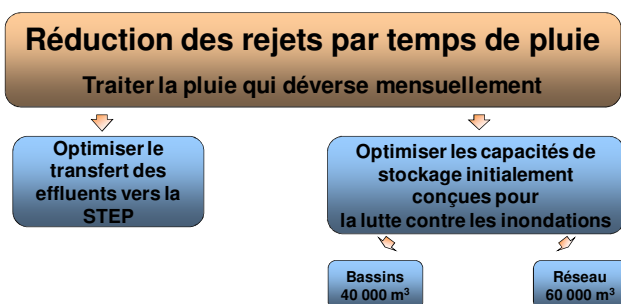 Réduction des rejets par temps de pluie
Traiter la pluie qui déverse mensuellement
Optimiser le
transfert des
effluents vers la
STEP
Optimiser les capacités de
stockage initialement
conçues pour
la lutte contre les inondations
Bassins
40 000 m³
Réseau
60 000 m³